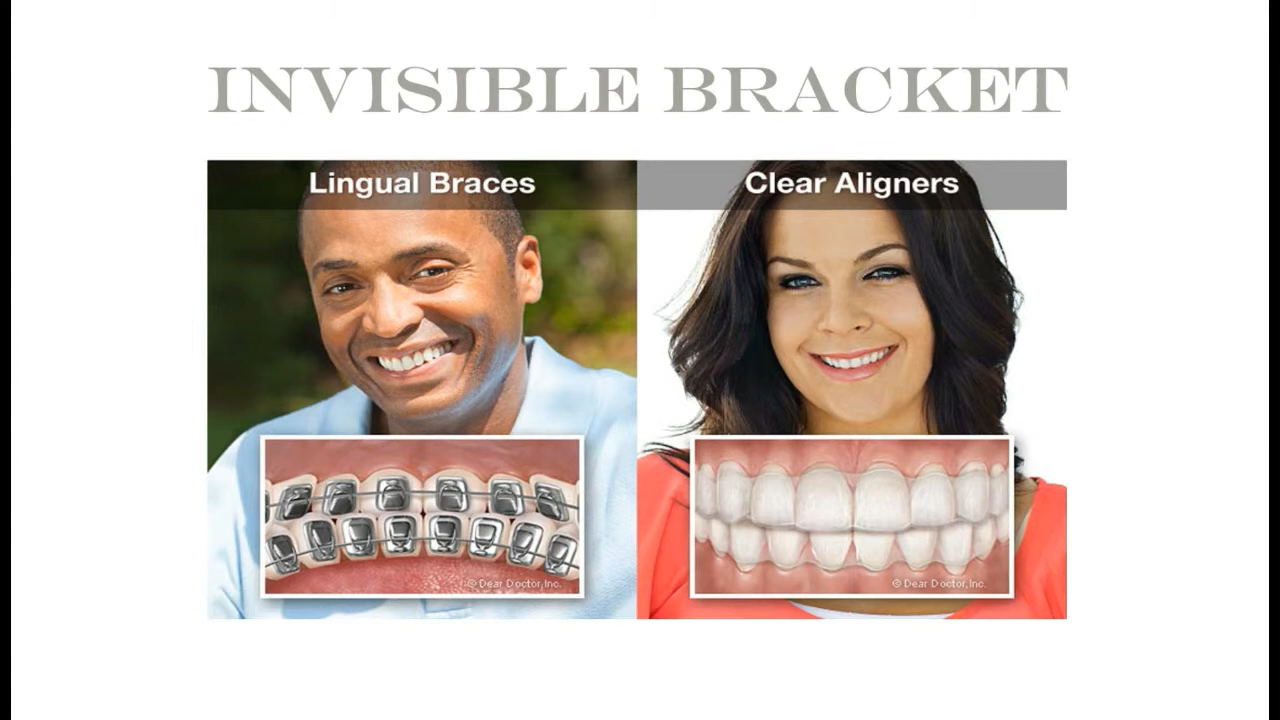 INVISIBLE BRACKET
Lingual Braces
Clear Aligners
© Dear Doctor, Inc.
© Dear Doctor, Inc.